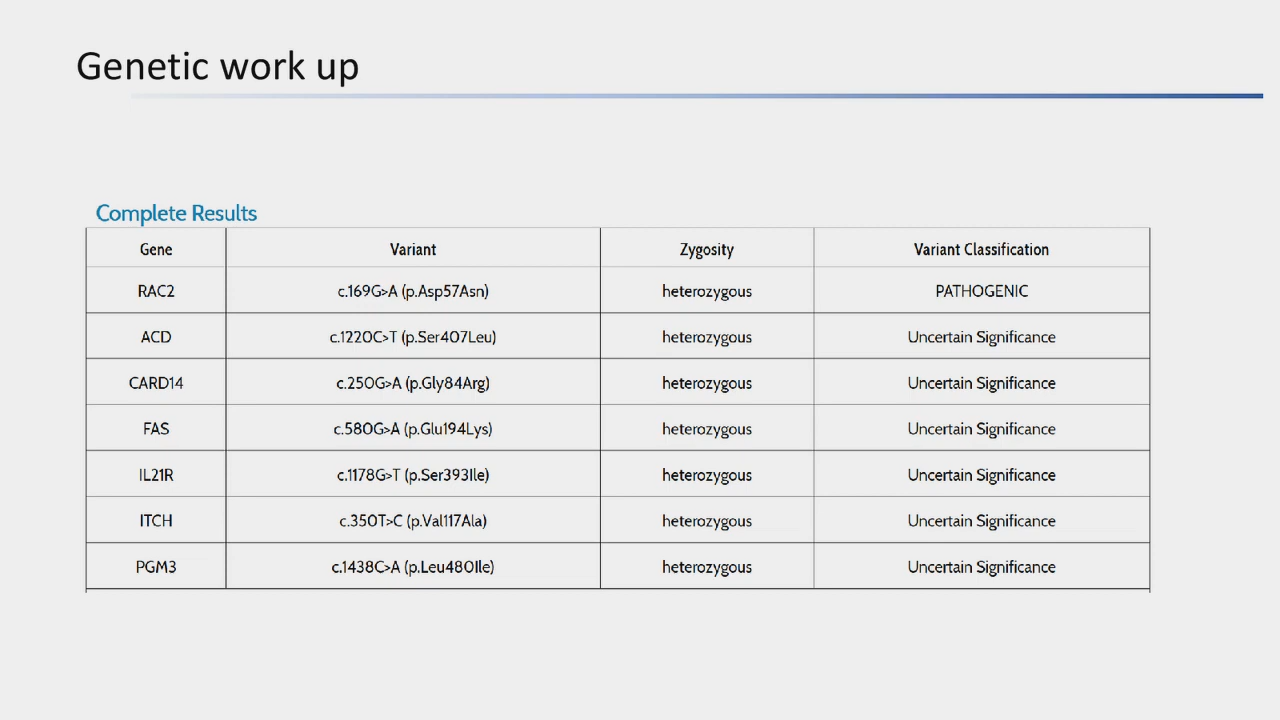 Genetic work up
Complete Results
Gene Variant Zygosity Variant Classification
RAC2 c.169G>A (p.Asp57Asn) heterozygous PATHOGENIC
ACD c.1220C>T (p.Ser407Leu) heterozygous Uncertain Significance
CARD14 c.250G>A (p.Gly84Arg) heterozygous Uncertain Significance
FAS c.580G>A (p.Glu194Lys) heterozygous Uncertain Significance
IL21R c.1178G>T (p.Ser393Ile) heterozygous Uncertain Significance
ITCH c.350T>C (p.Val117Ala) heterozygous Uncertain Significance
PGM3 c.1438C>A (p.Leu480Ile) heterozygous Uncertain Significance